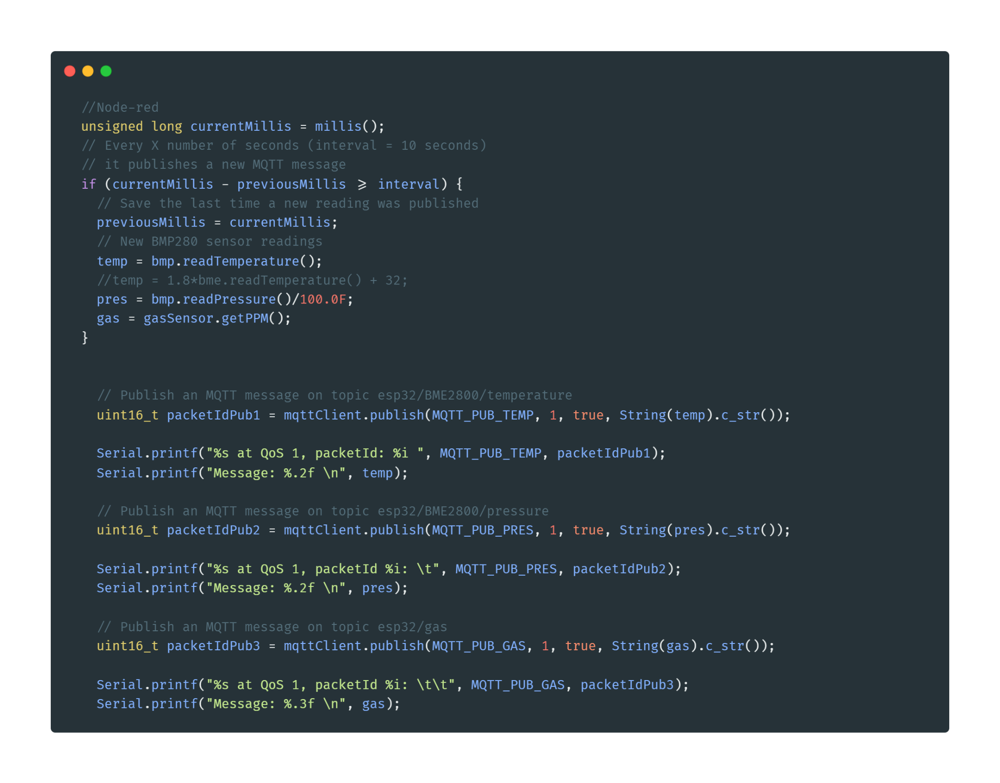 //Node-red
unsigned long currentMillis = millis();
// Every X number of seconds (interval = 10 seconds)
// it publishes a new MQTT message
if (currentMillis - previousMillis >= interval) {
  // Save the last time a new reading was published
  previousMillis = currentMillis;
  // New BMP280 sensor readings
  temp = bmp.readTemperature();
  //temp = 1.8*bme.readTemperature() + 32;
  pres = bmp.readPressure()/100.0F;
  gas = gasSensor.getPPM();
}
  // Publish an MQTT message on topic esp32/BME2800/temperature
  uint16_t packetIdPub1 = mqttClient.publish(MQTT_PUB_TEMP, 1, true, String(temp).c_str());
  Serial.printf("%s at QoS 1, packetId: %i ", MQTT_PUB_TEMP, packetIdPub1);
  Serial.printf("Message: %.2f \n", temp);
  // Publish an MQTT message on topic esp32/BME2800/pressure
  uint16_t packetIdPub2 = mqttClient.publish(MQTT_PUB_PRES, 1, true, String(pres).c_str());
  Serial.printf("%s at QoS 1, packetId %i: \t", MQTT_PUB_PRES, packetIdPub2);
  Serial.printf("Message: %.2f \n", pres);
  // Publish an MQTT message on topic esp32/gas
  uint16_t packetIdPub3 = mqttClient.publish(MQTT_PUB_GAS, 1, true, String(gas).c_str());
  Serial.printf("%s at QoS 1, packetId %i: \t\t", MQTT_PUB_GAS, packetIdPub3);
  Serial.printf("Message: %.3f \n", gas);